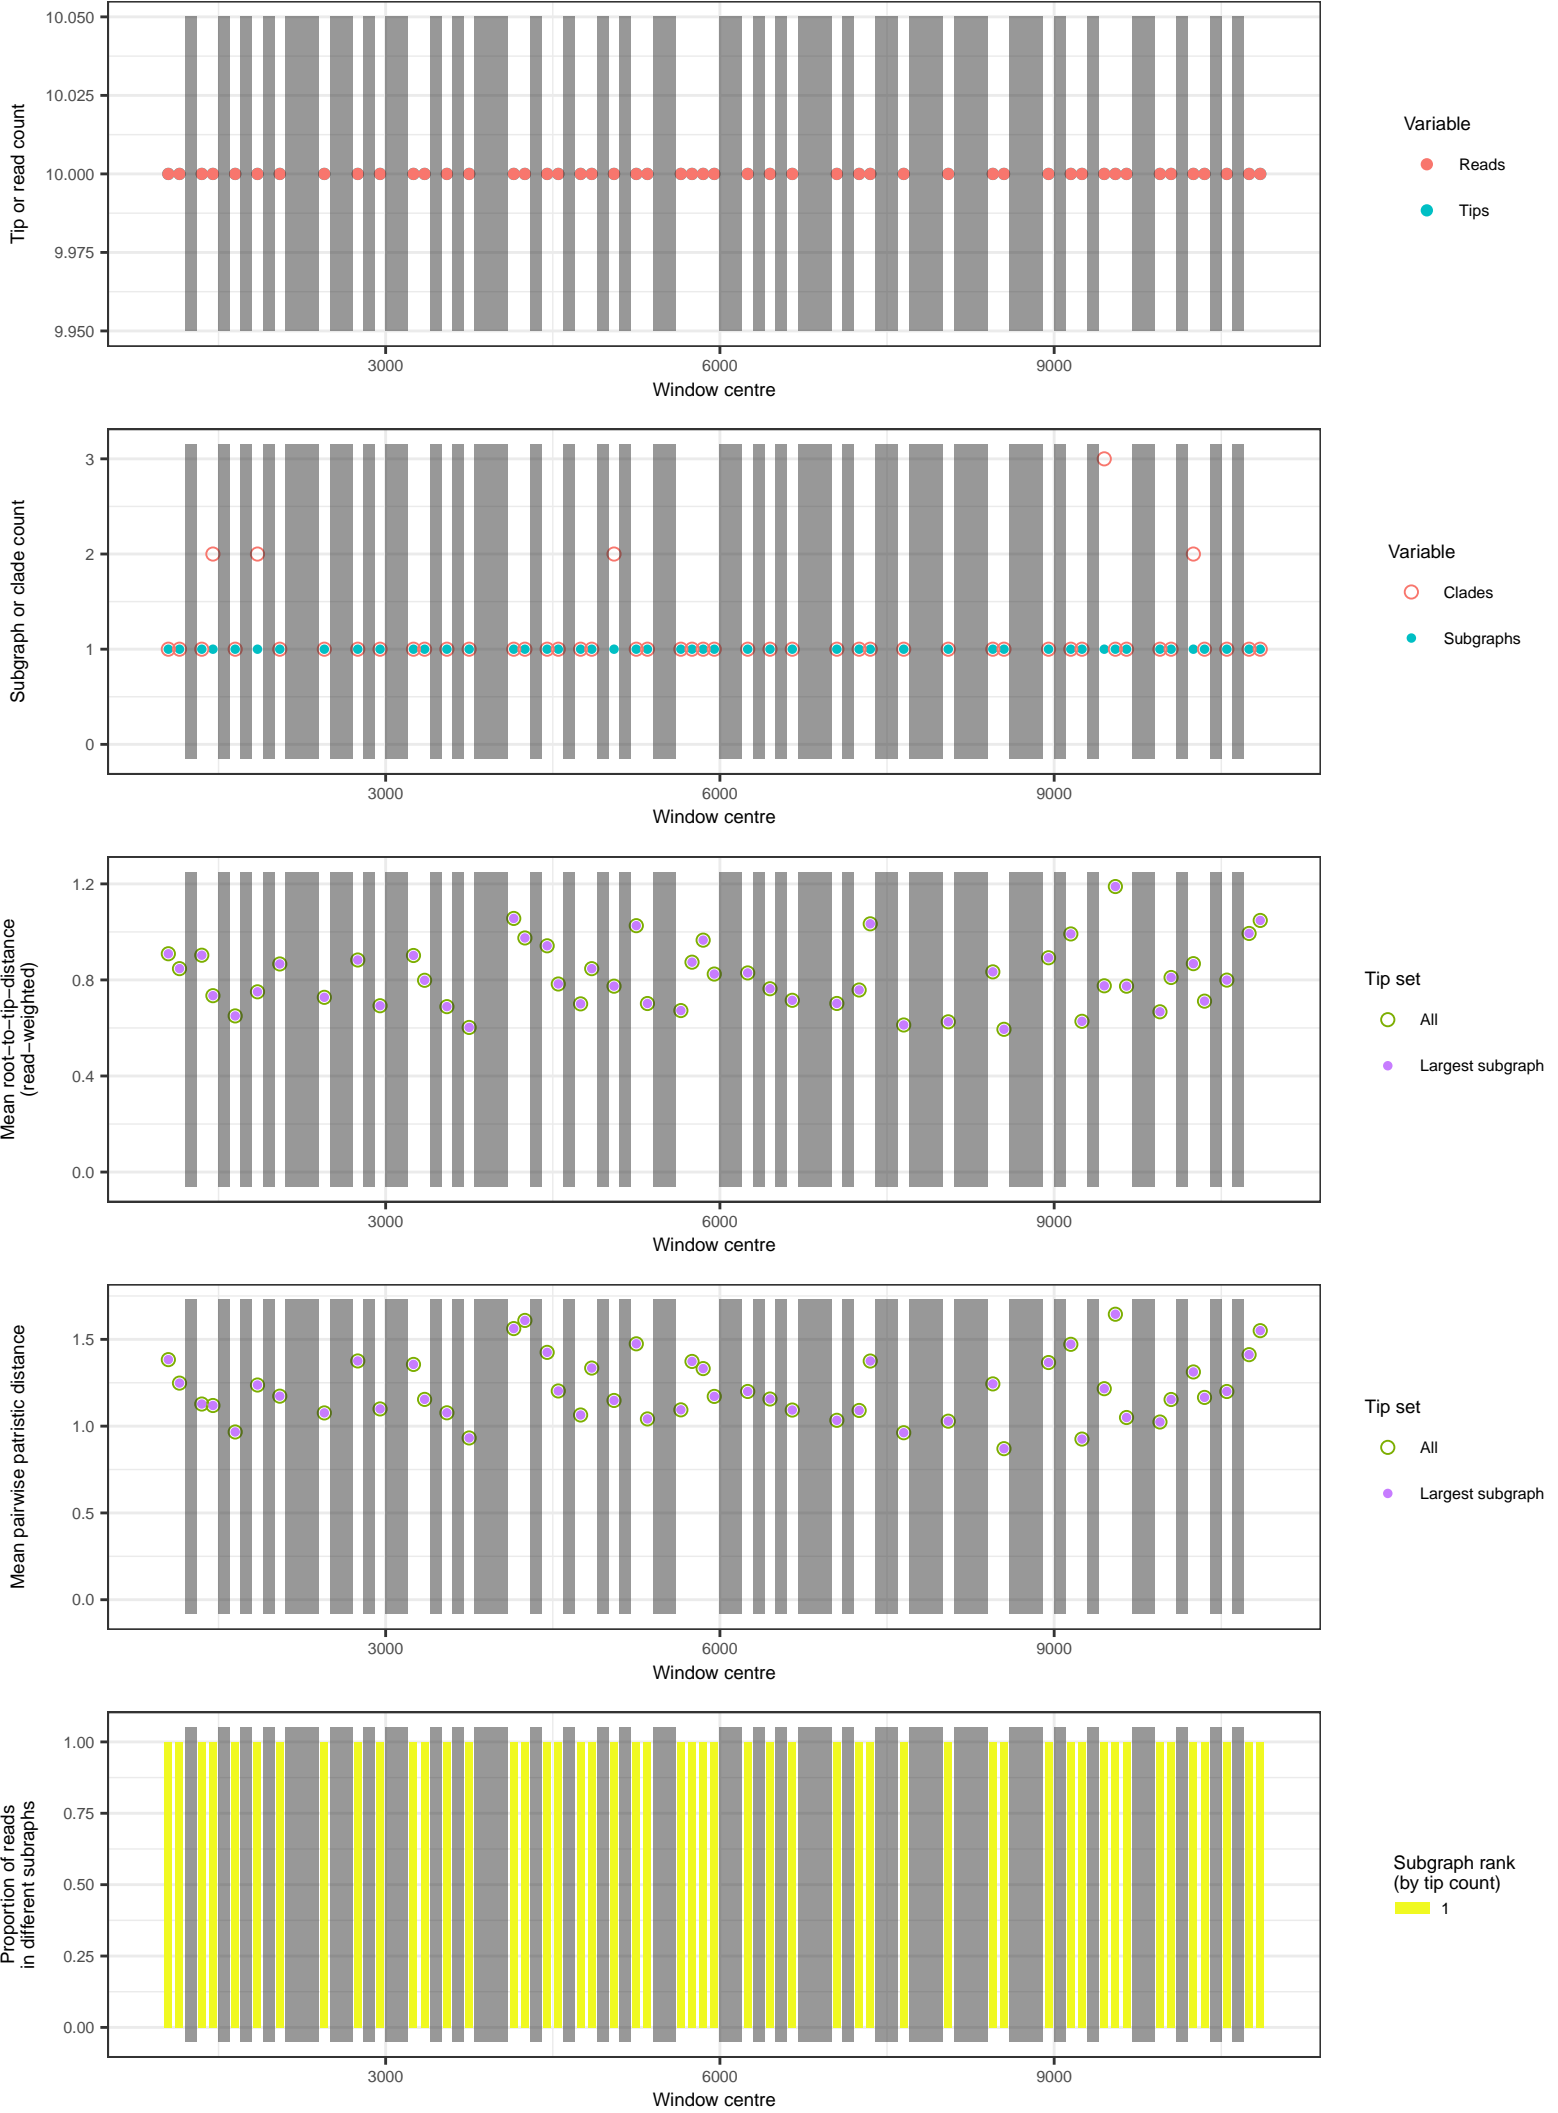 10.050
10.025
10.000
9.975
9.950
Tip or read count
3000
6000
9000
Window centre
Variable
Reads
Tips
3
2
1
0
Subgraph or clade count
3000
6000
9000
Window centre
Variable
Clades
Subgraphs
1.2
0.8
0.4
0.0
Mean root−to−tip−distance
(read−weighted)
3000
6000
9000
Window centre
Tip set
All
Largest subgraph
1.5
1.0
0.5
0.0
Mean pairwise patristic distance
3000
6000
9000
Window centre
Tip set
All
Largest subgraph
1.00
0.75
0.50
0.25
0.00
Proportion of reads
in different subraphs
3000
6000
9000
Window centre
Subgraph rank
(by tip count)
1